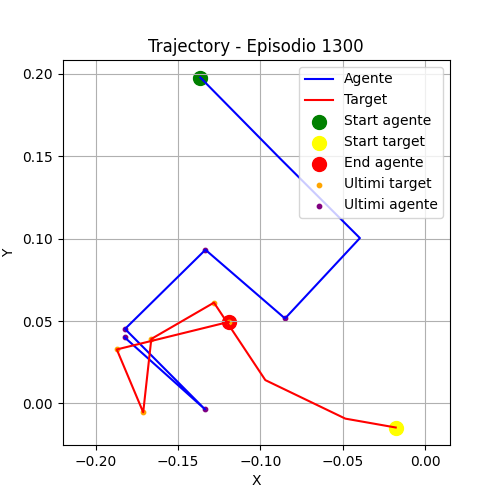 Trajectory - Episodio 1300
0.20
0.15
0.10
0.05
0.00
Y
Agente
Target
Start agente
Start target
End agente
Ultimi target
Ultimi agente
−0.20 −0.15 −0.10 −0.05 0.00
X